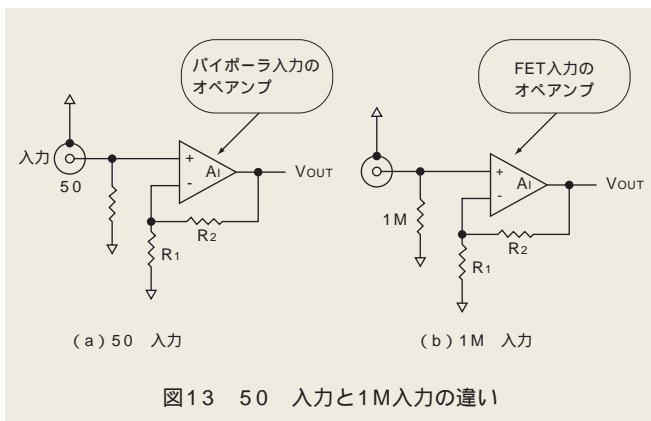 バイポーラ入力の
オペアンプ
入力
50
+
-
AI
VOUT
R2
R1
(a)50 入力
FET入力の
オペアンプ
1M
+
-
AI
VOUT
R2
R1
(b)1M 入力
図13 50 入力と1M入力の違い